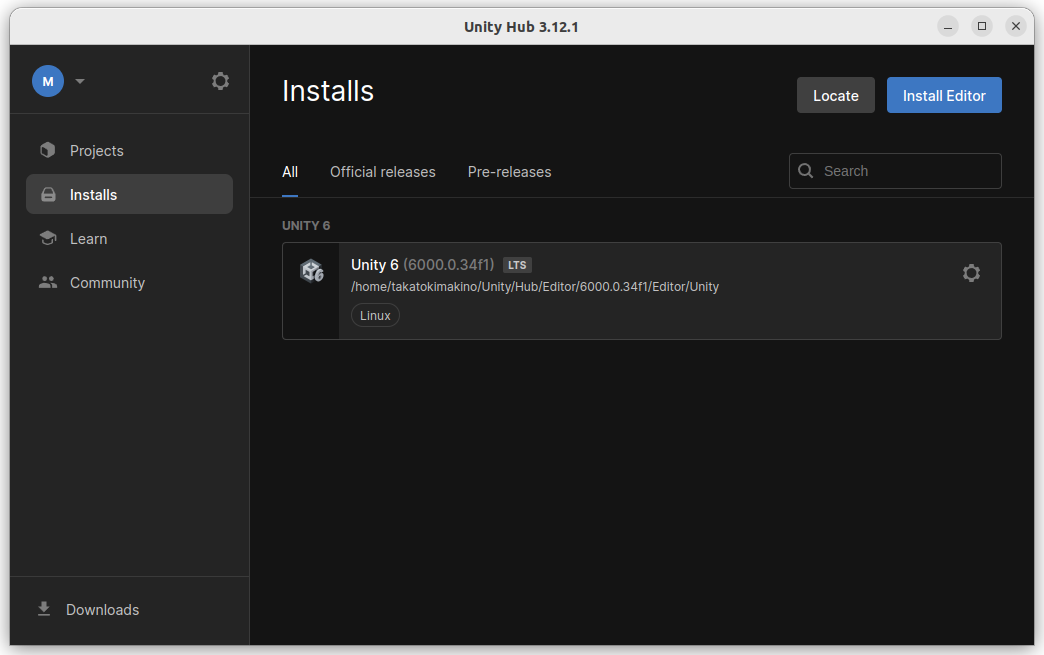 Unity Hub 3.12.1
M
Projects
Installs
Learn
Community
Downloads
Installs
Locate
Install Editor
All
Official releases
Pre-releases
Search
UNITY 6
6
Unity 6 (6000.0.34f1) LTS
/home/takatokimakino/Unity/Hub/Editor/6000.0.34f1/Editor/Unity
Linux